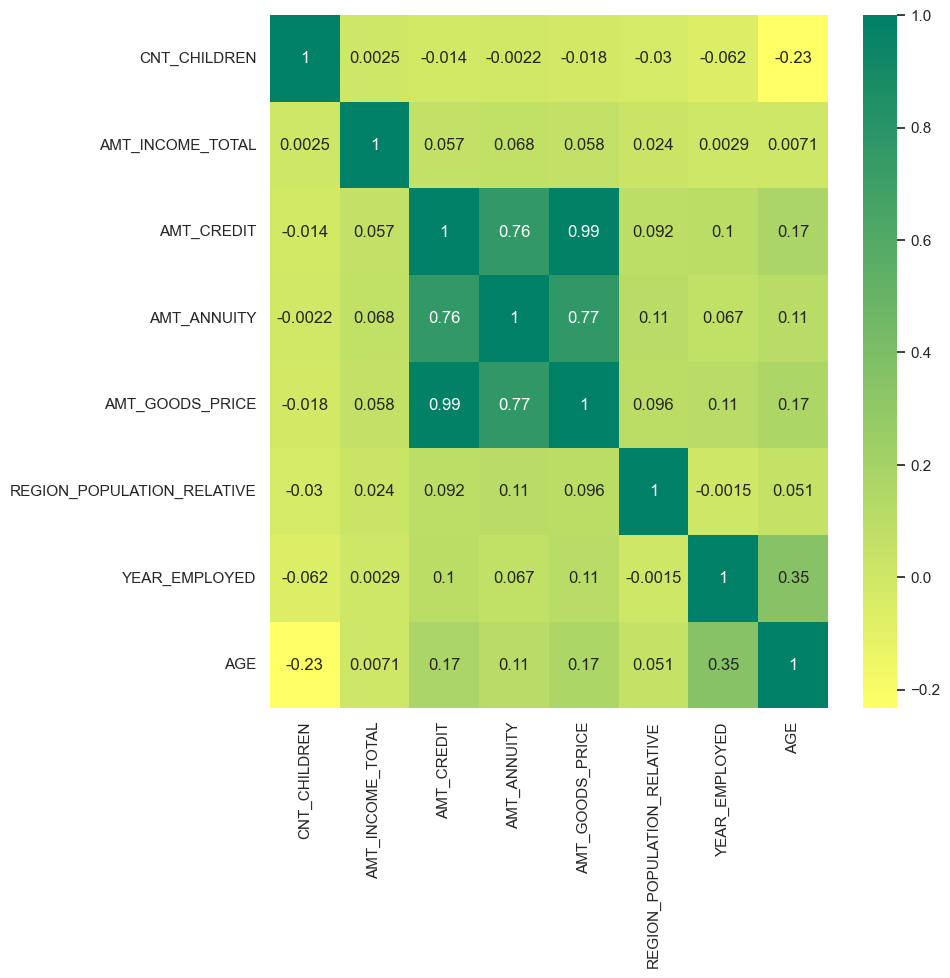 CNT_CHILDREN 1 0.0025 -0.014 -0.0022 -0.018 -0.03 -0.062 -0.23
AMT_INCOME_TOTAL 0.0025 1 0.057 0.068 0.058 0.024 0.0029 0.0071
AMT_CREDIT -0.014 0.057 1 0.76 0.99 0.092 0.1 0.17
AMT_ANNUITY -0.0022 0.068 0.76 1 0.77 0.11 0.067 0.11
AMT_GOODS_PRICE -0.018 0.058 0.99 0.77 1 0.096 0.11 0.17
REGION_POPULATION_RELATIVE -0.03 0.024 0.092 0.11 0.096 1 -0.0015 0.051
YEAR_EMPLOYED -0.062 0.0029 0.1 0.067 0.11 -0.0015 1 0.35
AGE -0.23 0.0071 0.17 0.11 0.17 0.051 0.35 1
CNT_CHILDREN
AMT_INCOME_TOTAL
AMT_CREDIT
AMT_ANNUITY
AMT_GOODS_PRICE
REGION_POPULATION_RELATIVE
YEAR_EMPLOYED
AGE
1.0
0.8
0.6
0.4
0.2
0.0
−0.2